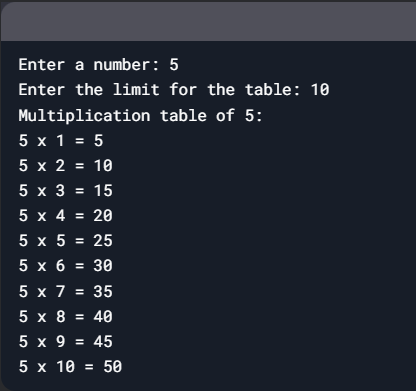 Enter a number: 5
Enter the limit for the table: 10
Multiplication table of 5:
5 x 1 = 5
5 x 2 = 10
5 x 3 = 15
5 x 4 = 20
5 x 5 = 25
5 x 6 = 30
5 x 7 = 35
5 x 8 = 40
5 x 9 = 45
5 x 10 = 50